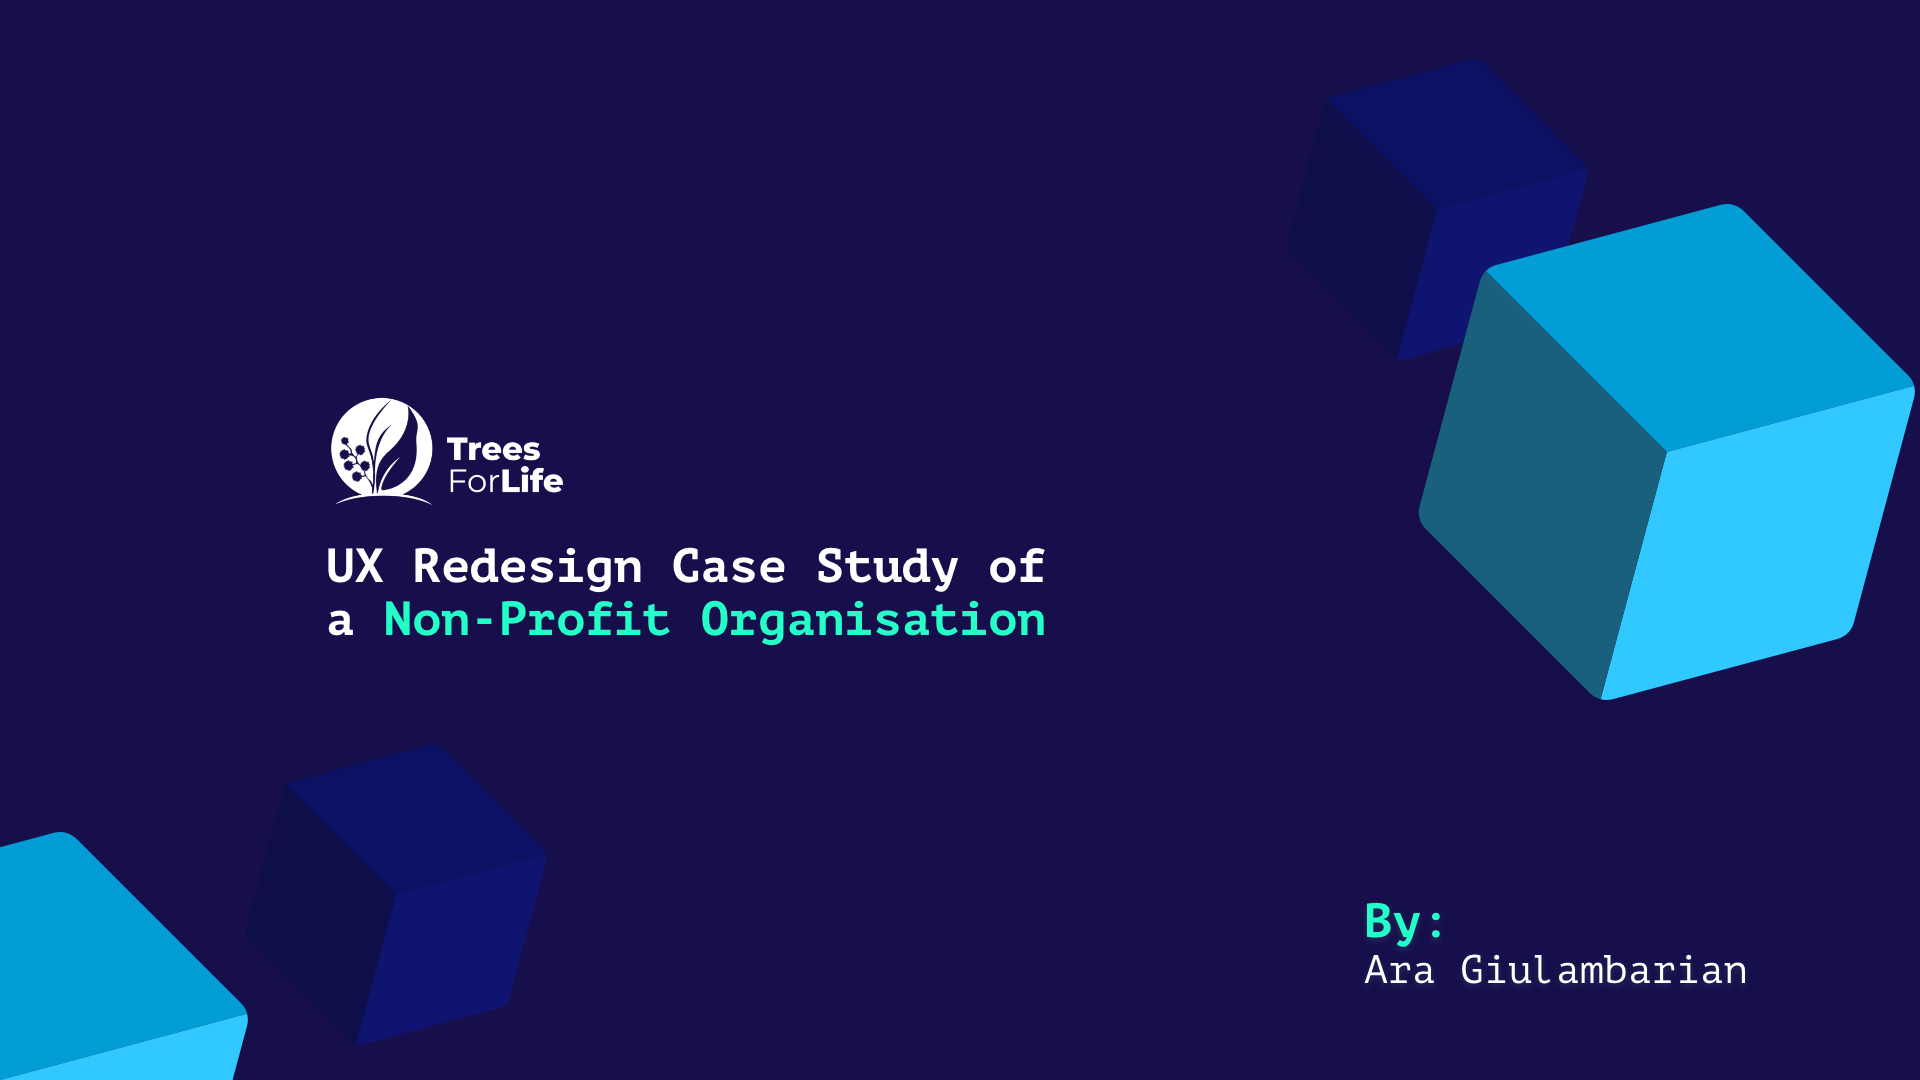 Trees
ForLife
UX Redesign Case Study of
a Non-Profit Organisation
By:
Ara Giulambarian